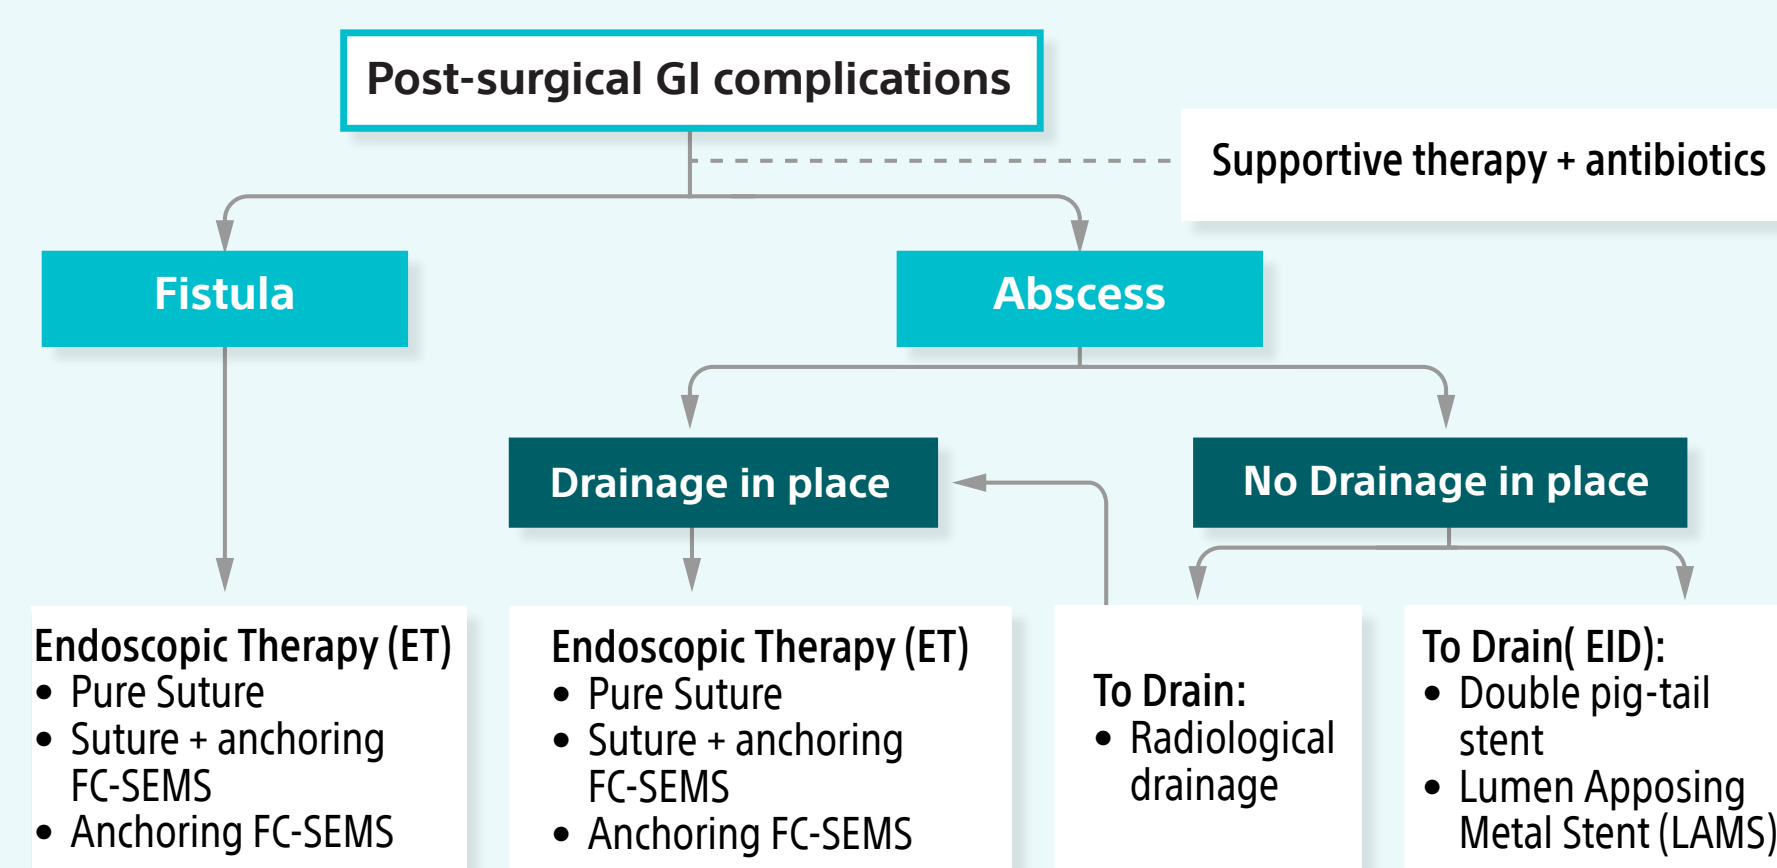 Post-surgical GI complications
Supportive therapy + antibiotics
Fistula
Abscess
Drainage in place
No Drainage in place
Endoscopic Therapy (ET)
• Pure Suture
• Suture + anchoring
FC-SEMS
• Anchoring FC-SEMS
Endoscopic Therapy (ET)
• Pure Suture
• Suture + anchoring
FC-SEMS
• Anchoring FC-SEMS
To Drain:
• Radiological
drainage
To Drain( EID):
• Double pig-tail
stent
• Lumen Apposing
Metal Stent (LAMS)